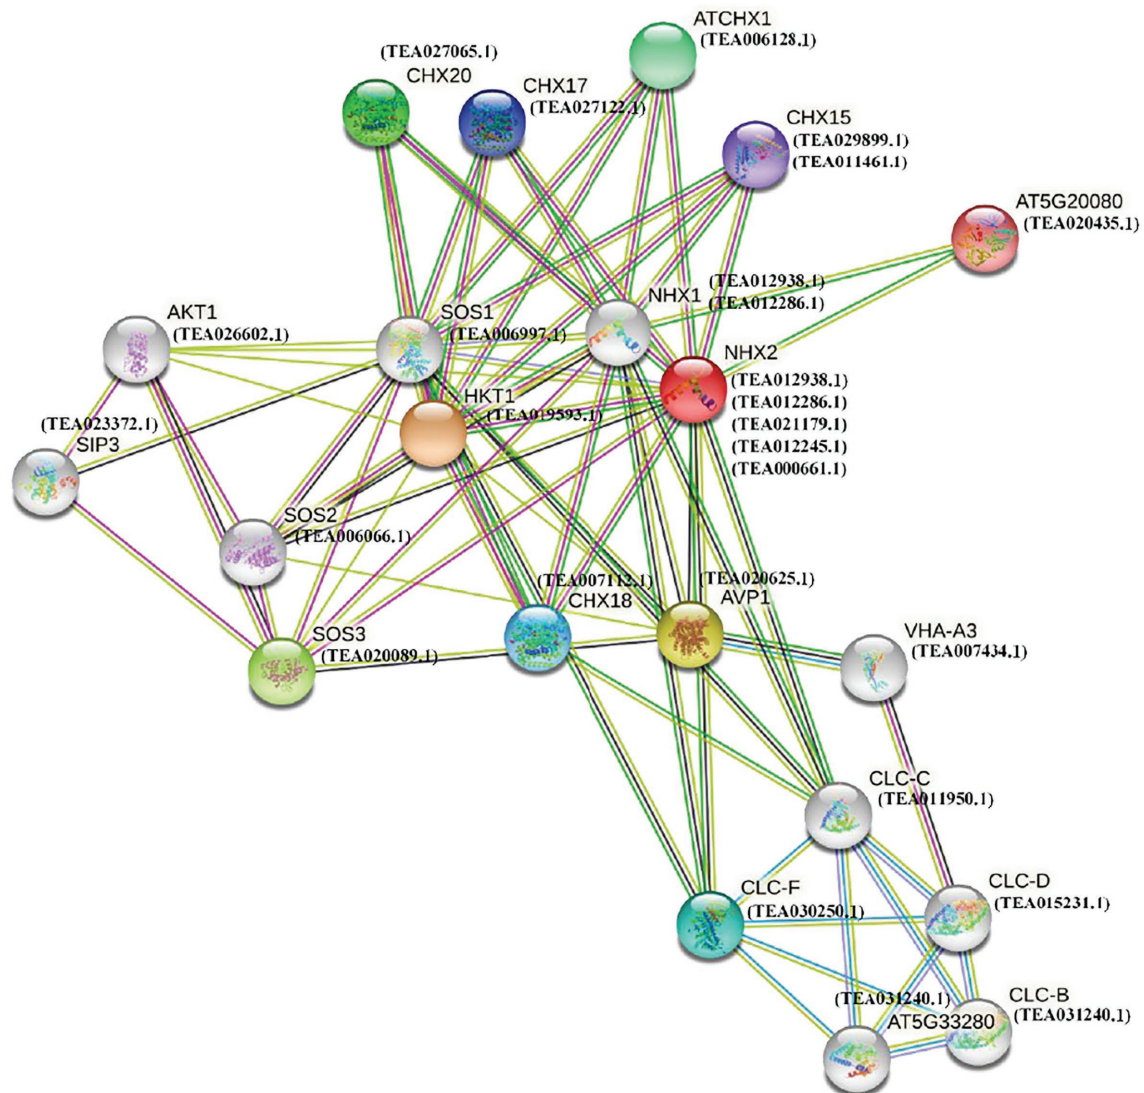 ATCHX1
(TEA006128.1)
(TEA027065.1)
CHX20
CHX17
(TEA027122.1)
CHX15
(TEA029899.1)
(TEA011461.1)
AT5G20080
(TEA020435.1)
NHX1
(TEA012938.1)
(TEA012286.1)
AKT1
(TEA026602.1)
SOS1
(TEA006997.1)
NHX2
(TEA012938.1)
(TEA012286.1)
(TEA021179.1)
(TEA012245.1)
(TEA000661.1)
HKT1
(TEA019593.1)
(TEA023372.1)
SIP3
SOS2
(TEA006066.1)
(TEA007112.1)
CHX18
(TEA020625.1)
AVP1
SOS3
(TEA020089.1)
VHA-A3
(TEA007434.1)
CLC-C
(TEA011950.1)
CLC-F
(TEA030250.1)
CLC-D
(TEA015231.1)
(TEA031240.1)
AT5G33280
CLC-B
(TEA031240.1)